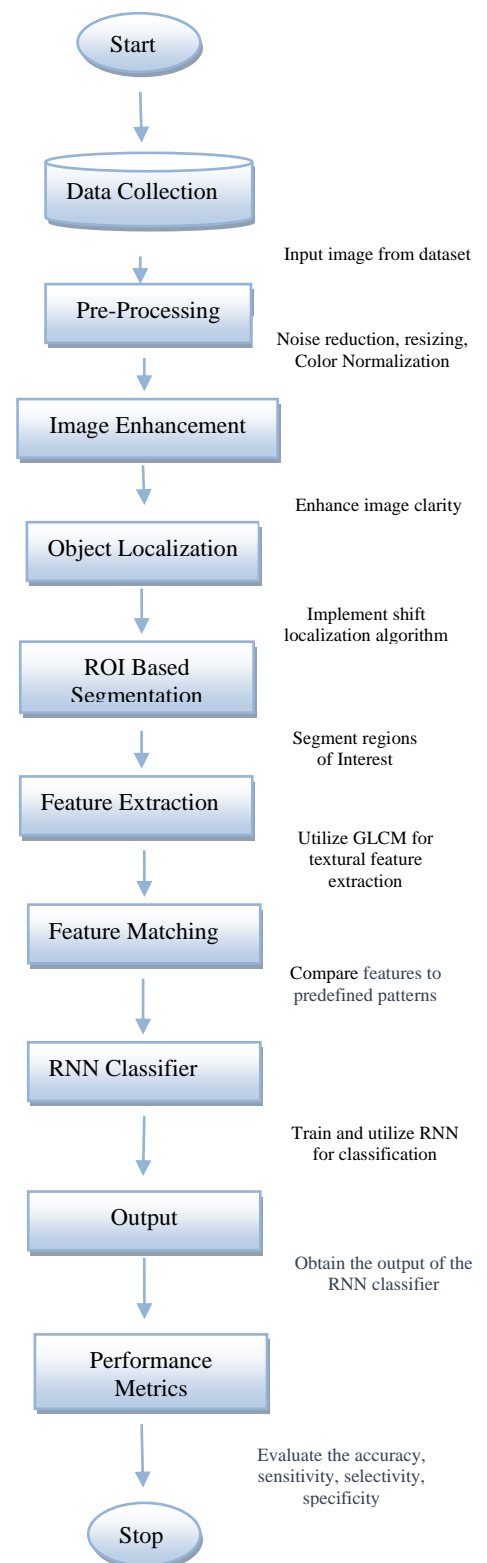 Start
Data Collection
Input image from dataset
Pre-Processing
Noise reduction, resizing,
Color Normalization
Image Enhancement
Enhance image clarity
Object Localization
Implement shift
localization algorithm
ROI Based
Segmentation
Segment regions
of Interest
Feature Extraction
Utilize GLCM for
textural feature
extraction
Feature Matching
Compare features to
predefined patterns
RNN Classifier
Train and utilize RNN
for classification
Output
Obtain the output of the
RNN classifier
Performance
Metrics
Evaluate the accuracy,
sensitivity, selectivity,
specificity
Stop